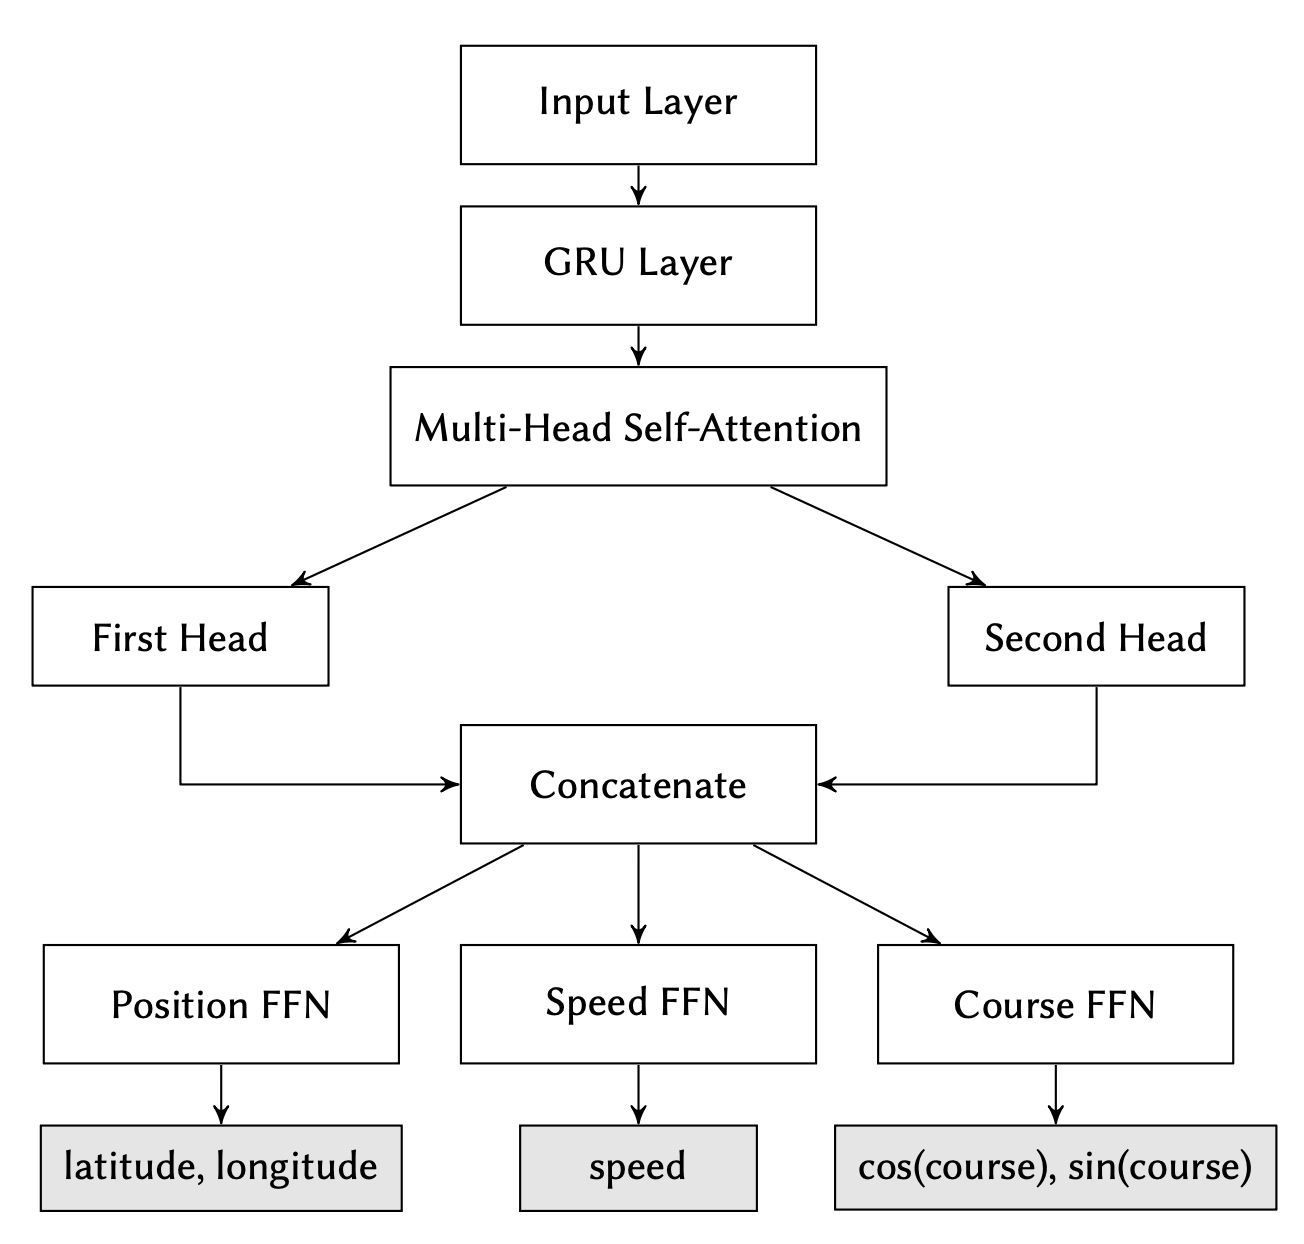 Input Layer
GRU Layer
Multi-Head Self-Attention
First Head
Second Head
Concatenate
Position FFN
Speed FFN
Course FFN
latitude, longitude
speed
cos(course), sin(course)